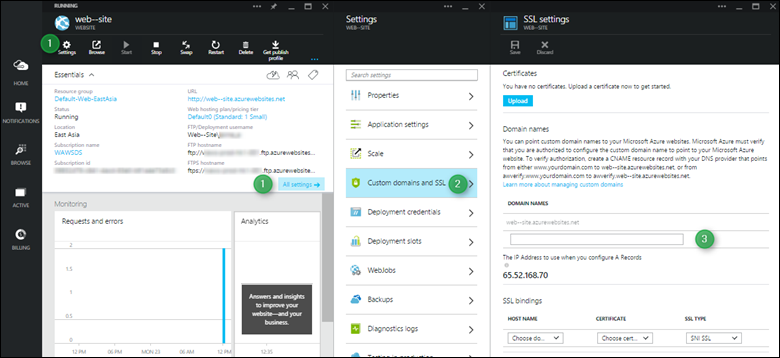 RUNNING
web--site
WEBSITE
1
Settings
Browse
Start
Stop
Swap
Restart
Delete
Get publish
profile
HOME
NOTIFICATIONS
BROWSE
ACTIVE
BILLING
Essentials
Resource group
Default-Web-EastAsia
Status
Running
Location
East Asia
Subscription name
WAWSDS
Subscription id
URL
http://web--site.azurewebsites.net
Web hosting plan/pricing tier
Default0 (Standard: 1 Small)
FTP/Deployment username
Web--Site\
FTP hostname
ftp://
.ftp.azurewebsites...
FTPS hostname
ftps://
.ftp.azurewebsi...
1
All settings
Monitoring
Requests and errors
2
1.5
1
0.5
0
12 PM
06 PM
MON 23
06 AM
12 PM
Analytics
Answers and insights
to improve your
website—and your
business.
12:35
Settings
WEB--SITE
Search settings
Properties
Application settings
Scale
Custom domains and SSL
2
Deployment credentials
Deployment slots
WebJobs
Backups
Diagnostics logs
Testing in production
SSL settings
WEB--SITE
Save
Discard
Certificates
You have no certificates. Upload a certificate now to get started.
Upload
Domain names
You can point custom domain names to your Microsoft Azure websites. Microsoft Azure must verify
that you are authorized to configure the custom domain name to point to your Microsoft Azure
website. To verify authorization, create a CNAME resource record with your DNS provider that points
from either www.yourdomain.com to web--site.azurewebsites.net, or from
awverify.www.yourdomain.com to awverify.web--site.azurewebsites.net.
Learn more about managing custom domains
DOMAIN NAMES
web--site.azurewebsites.net
3
The IP Address to use when you configure A Records
65.52.168.70
SSL bindings
HOST NAME
CERTIFICATE
SSL TYPE
Choose do...
Choose cert...
SNI SSL